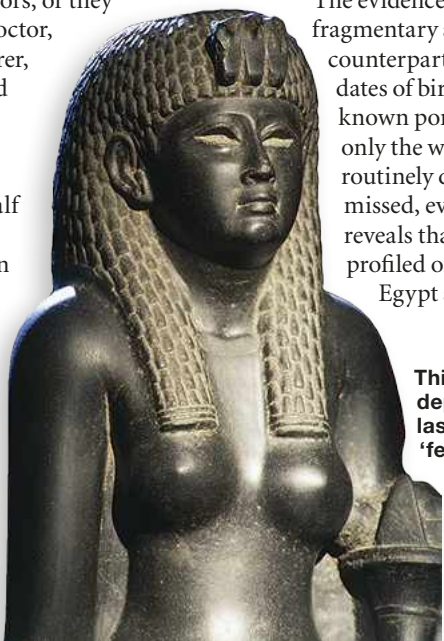 ors, or they
octor,
rer,
d
alf
n
The evidence
fragmentary a
counterpart
dates of bir
known por
only the w
routinely o
missed, ev
reveals tha
profiled o
Egypt
Thi
dep
las
'fe